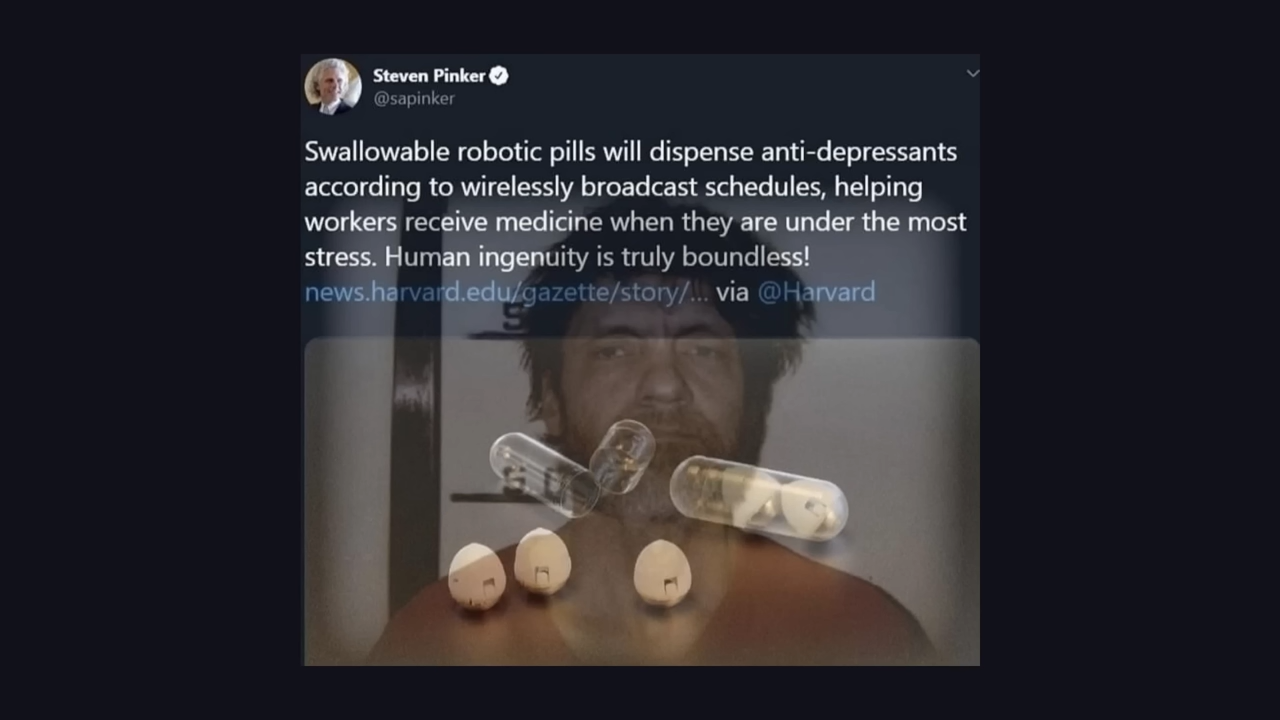 Steven Pinker
@sapinker
Swallowable robotic pills will dispense anti-depressants
according to wirelessly broadcast schedules, helping
workers receive medicine when they are under the most
stress. Human ingenuity is truly boundless!
news.harvard.edu/gazette/story/... via @Harvard